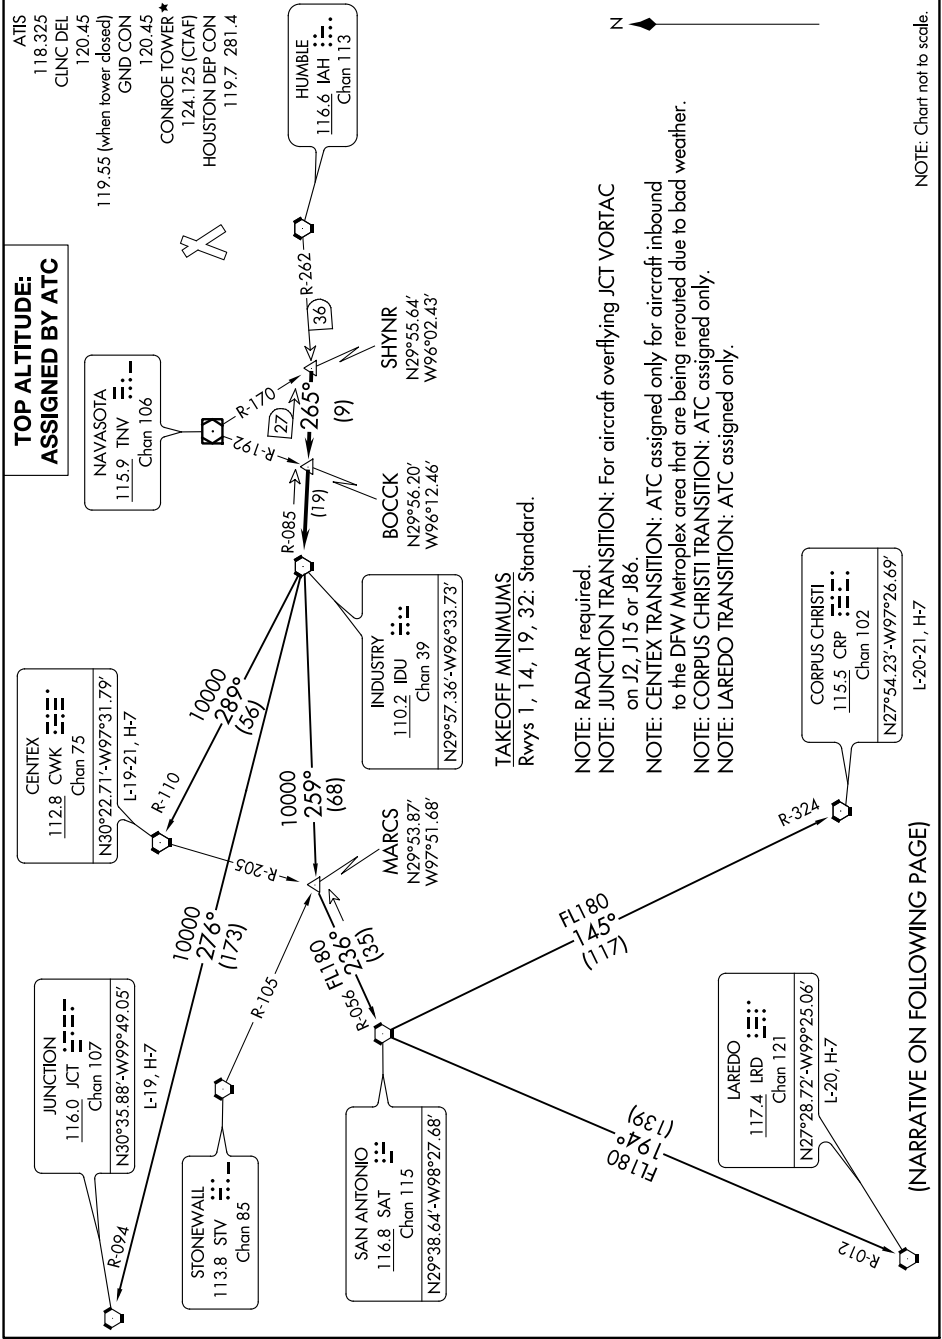 TOP ALTITUDE:
ASSIGNED BY ATC
ATIS
118.325
CLNC DEL
120.45
119.55 (when tower closed)
GND CON
120.45
CONROE TOWER ★
124.125 (CTAF)
HOUSTON DEP CON
119.7 281.4
HUMBLE
116.6 IAH
Chan 113
R-262
36
NAVASOTA
115.9 TNV
Chan 106
R-170
R-192
27
SHYNR
N29°55.64'
W96°02.43'
265°
(9)
BOCCK
N29°56.20'
W96°12.46'
R-085
(19)
INDUSTRY
110.2 IDU
Chan 39
N29°57.36'-W96°33.73'
CENTEX
112.8 CWK
Chan 75
N30°22.71'-W97°31.79'
L-19-21, H-7
R-110
10000
289°
(56)
R-205
10000
259°
(68)
MARCS
N29°53.87'
W97°51.68'
10000
276°
(173)
JUNCTION
116.0 JCT
Chan 107
N30°35.88'-W99°49.05'
L-19, H-7
R-094
STONEWALL
113.8 STV
Chan 85
R-105
R-056
FL180
236°
(35)
SAN ANTONIO
116.8 SAT
Chan 115
N29°38.64'-W98°27.68'
FL180
145°
(117)
R-324
CORPUS CHRISTI
115.5 CRP
Chan 102
N27°54.23'-W97°26.69'
L-20-21, H-7
FL180
194°
(139)
R-012
LAREDO
117.4 LRD
Chan 121
N27°28.72'-W99°25.06'
L-20, H-7
TAKEOFF MINIMUMS
Rwys 1, 14, 19, 32: Standard.
NOTE: RADAR required.
NOTE: JUNCTION TRANSITION: For aircraft overflying JCT VORTAC
on J2, J15 or J86.
NOTE: CENTEX TRANSITION: ATC assigned only for aircraft inbound
to the DFW Metroplex area that are being rerouted due to bad weather.
NOTE: CORPUS CHRISTI TRANSITION: ATC assigned only.
NOTE: LAREDO TRANSITION: ATC assigned only.
N
(NARRATIVE ON FOLLOWING PAGE)
NOTE: Chart not to scale.